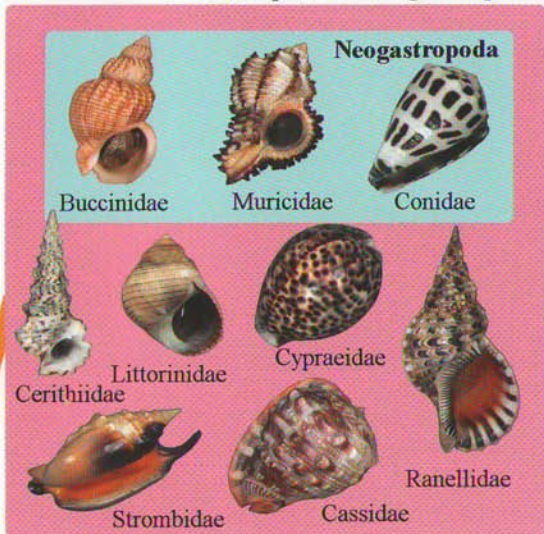 Neogastropoda
Buccinidae
Muricidae
Conidae
Cerithiidae
Littorinidae
Cypraeidae
Ranellidae
Strombidae
Cassidae